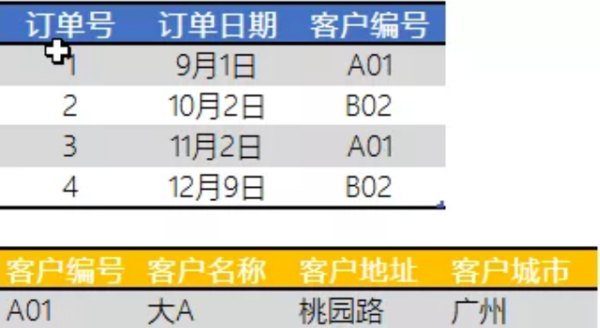 订单号 订单日期 客户编号
1 9月1日 A01
2 10月2日 B02
3 11月2日 A01
4 12月9日 B02
客户编号 客户名称 客户地址 客户城市
A01 大A 桃园路 广州